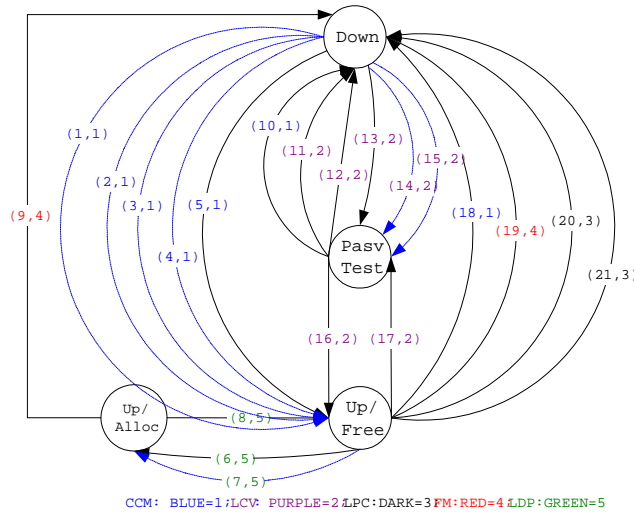 Down
(1,1)
(10,1)
(13,2)
(11,2)
(15,2)
(12,2)
(2,1)
(14,2)
(3,1)
(5,1)
(9,4)
(18,1)
(20,3)
(19,4)
Pasv
Test
(4,1)
(21,3)
(16,2)
(17,2)
Up/
Alloc
(8,5)
Up/
Free
(6,5)
(7,5)
CCM: BLUE=1;LCV: PURPLE=2;LPC:DARK=3;FM:RED=4;LDP:GREEN=5